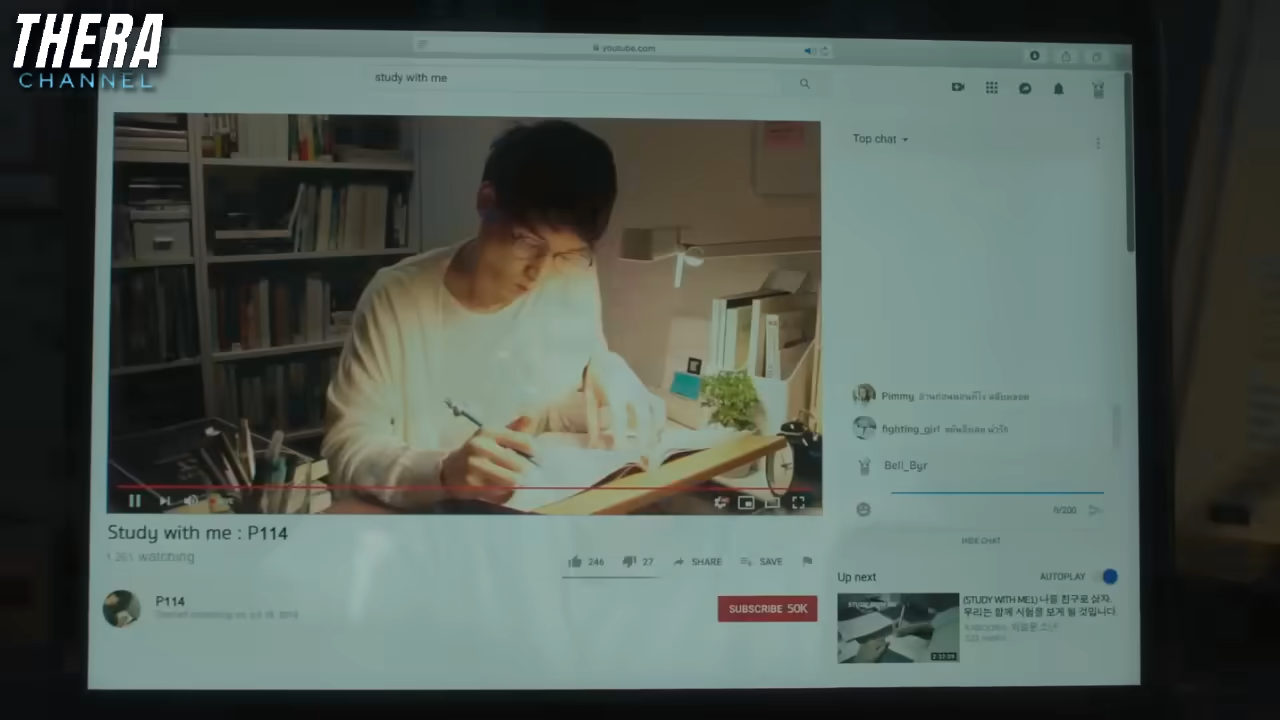 THERA
CHANNEL
youtube.com
study with me
Top chat
Pimmy
fighting_girl
Bell_Byr
0/200
HIDE CHAT
Study with me : P114
watching
246
27
SHARE
SAVE
P114
SUBSCRIBE 50K
Up next
AUTOPLAY
(STUDY WITH ME1) 나를 친구로 삼자.
우리는 함께 시험을 보게 될 것입니다.